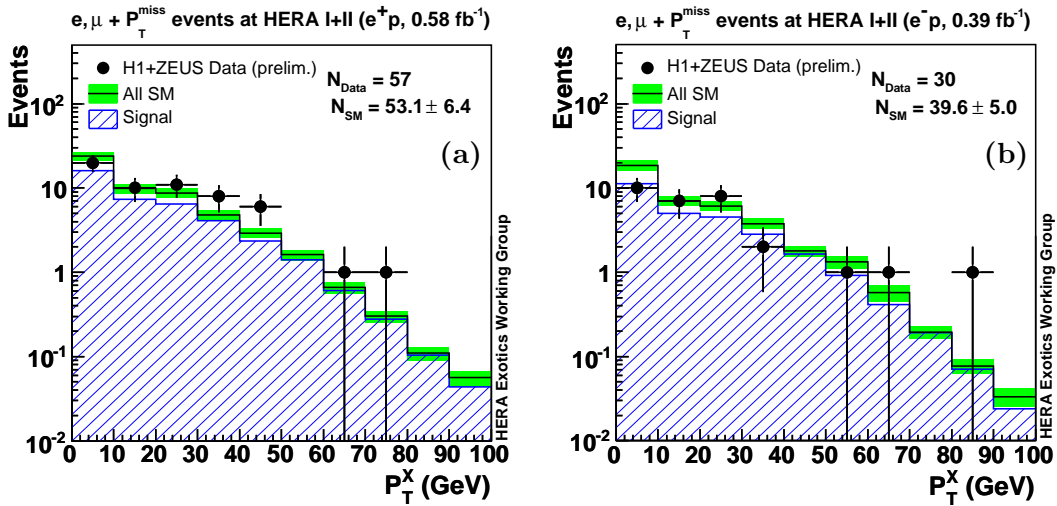 e, μ + P_T^miss events at HERA I+II (e⁺p, 0.58 fb⁻¹)
Events
H1+ZEUS Data (prelim.)
All SM
Signal
N_Data = 57
N_SM = 53.1 ± 6.4
(a)
10²
10
1
10⁻¹
10⁻²
0 10 20 30 40 50 60 70 80 90 100
P_T^X (GeV)
HERA Exotics Working Group
e, μ + P_T^miss events at HERA I+II (e⁻p, 0.39 fb⁻¹)
Events
H1+ZEUS Data (prelim.)
All SM
Signal
N_Data = 30
N_SM = 39.6 ± 5.0
(b)
10²
10
1
10⁻¹
10⁻²
0 10 20 30 40 50 60 70 80 90 100
P_T^X (GeV)
HERA Exotics Working Group